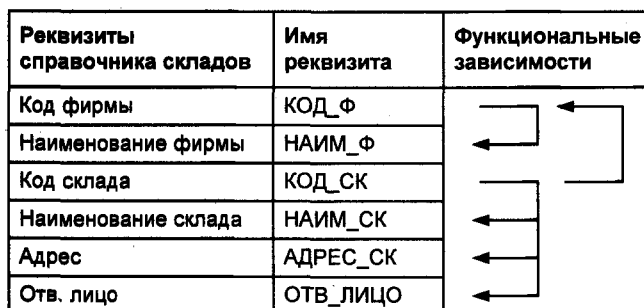 Реквизиты справочника складов | Имя реквизита | Функциональные зависимости
Код фирмы | КОД_Ф
Наименование фирмы | НАИМ_Ф
Код склада | КОД_СК
Наименование склада | НАИМ_СК
Адрес | АДРЕС_СК
Отв. лицо | ОТВ_ЛИЦО